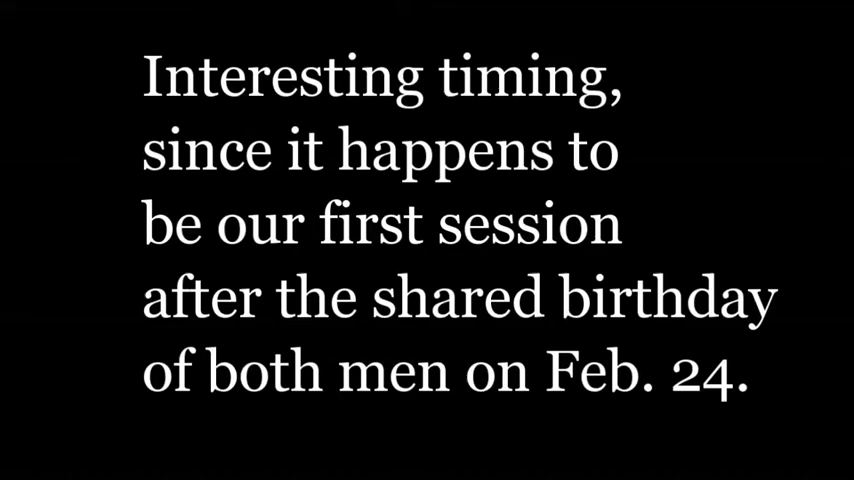 Interesting timing,
since it happens to
be our first session
after the shared birthday
of both men on Feb. 24.